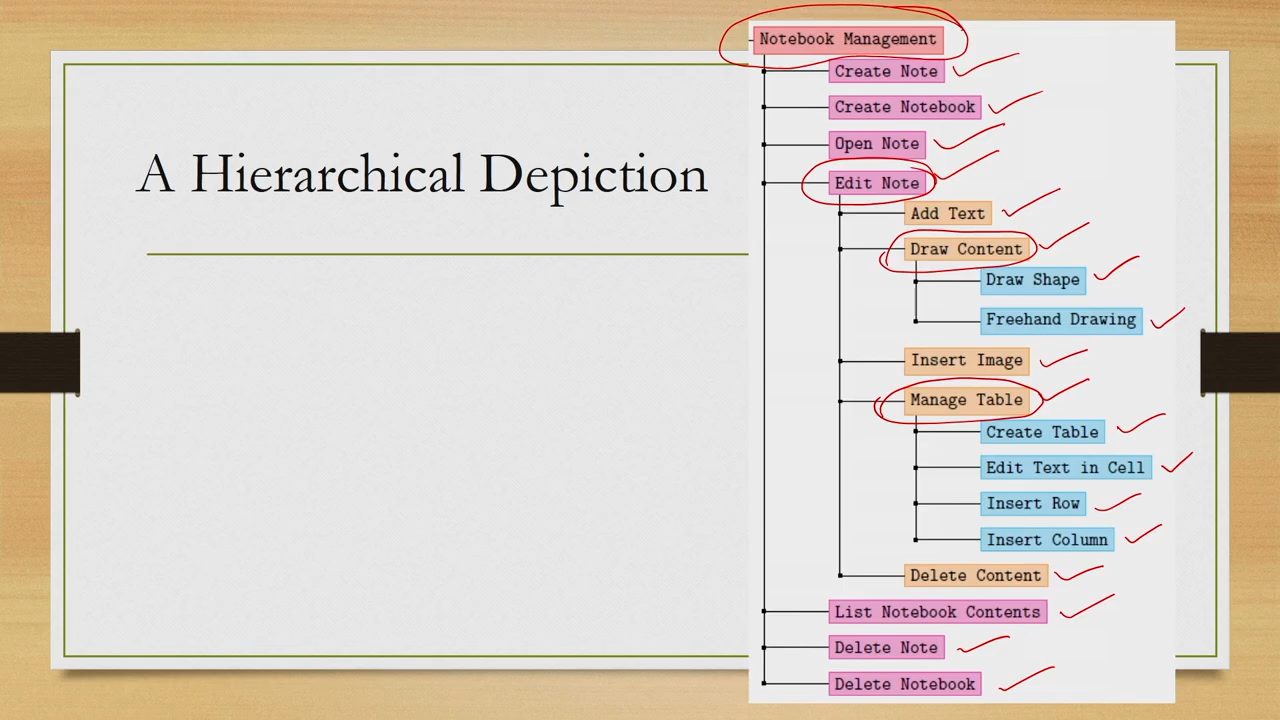 A Hierarchical Depiction
Notebook Management
Create Note
Create Notebook
Open Note
Edit Note
Add Text
Draw Content
Draw Shape
Freehand Drawing
Insert Image
Manage Table
Create Table
Edit Text in Cell
Insert Row
Insert Column
Delete Content
List Notebook Contents
Delete Note
Delete Notebook